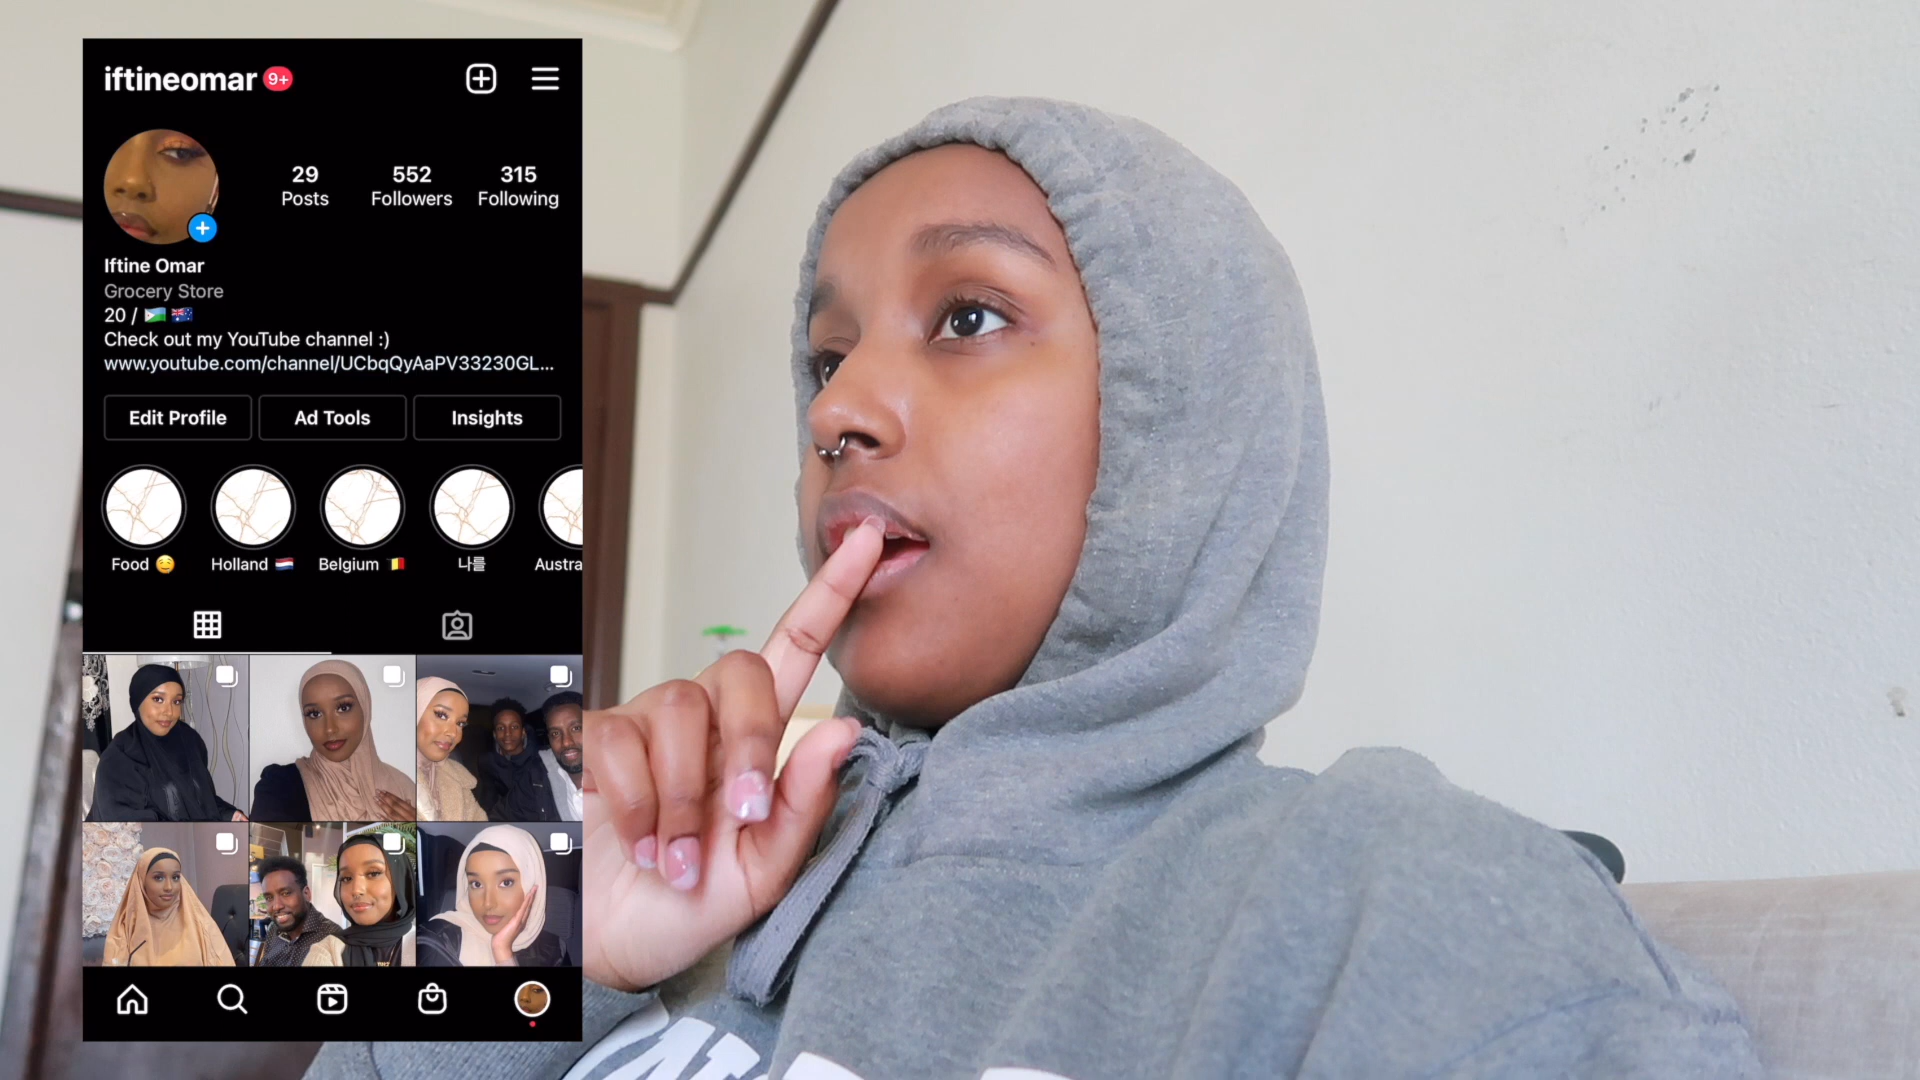 iftineomar 9+
29 552 315
Posts Followers Following
Iftine Omar
Grocery Store
20 / 🇩🇯 🇦🇺
Check out my YouTube channel :)
www.youtube.com/channel/UCbqQyAaPV33230GL...
Edit Profile Ad Tools Insights
Food 🤤 Holland 🇳🇱 Belgium 🇧🇪 나를 Austra